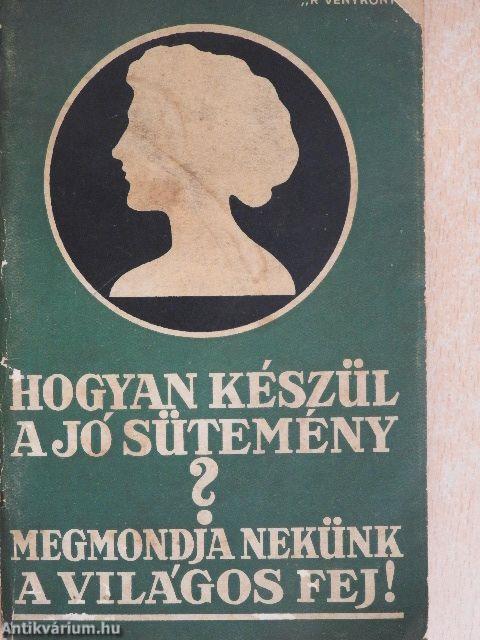 HOGYAN KÉSZÜL
A JÓ SÜTEMÉNY
?
MEGMONDJA NEKÜNK
A VILÁGOS FEJ!
Antikvárium.hu